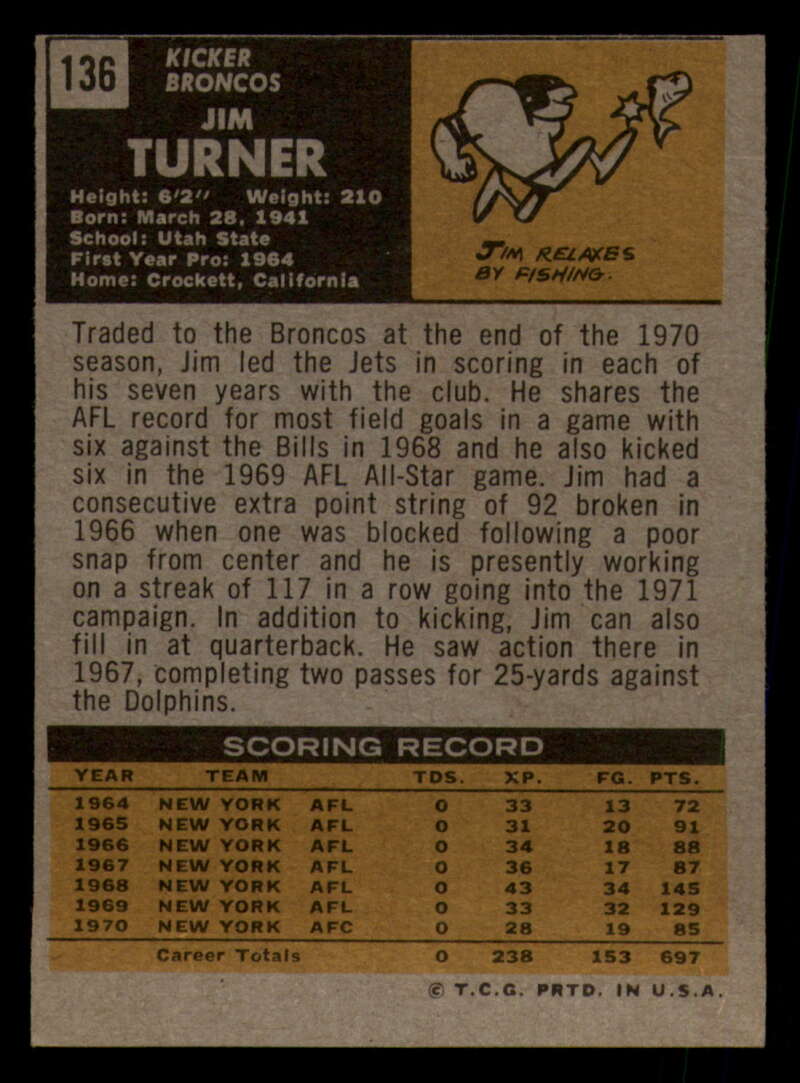 136
KICKER
BRONCOS
JIM
TURNER
Height: 6'2" Weight: 210
Born: March 28, 1941
School: Utah State
First Year Pro: 1964
Home: Crockett, California
JIM RELAXES
BY FISHING.
Traded to the Broncos at the end of the 1970
season, Jim led the Jets in scoring in each of
his seven years with the club. He shares the
AFL record for most field goals in a game with
six against the Bills in 1968 and he also kicked
six in the 1969 AFL All-Star game. Jim had a
consecutive extra point string of 92 broken in
1966 when one was blocked following a poor
snap from center and he is presently working
on a streak of 117 in a row going into the 1971
campaign. In addition to kicking, Jim can also
fill in at quarterback. He saw action there in
1967, completing two passes for 25-yards against
the Dolphins.
SCORING RECORD
YEAR TEAM TDS. XP. FG. PTS.
1964 NEW YORK AFL 0 33 13 72
1965 NEW YORK AFL 0 31 20 91
1966 NEW YORK AFL 0 34 18 88
1967 NEW YORK AFL 0 36 17 87
1968 NEW YORK AFL 0 43 34 145
1969 NEW YORK AFL 0 33 32 129
1970 NEW YORK AFC 0 28 19 85
Career Totals 0 238 153 697
© T.C.G. PRTD. IN U.S.A.